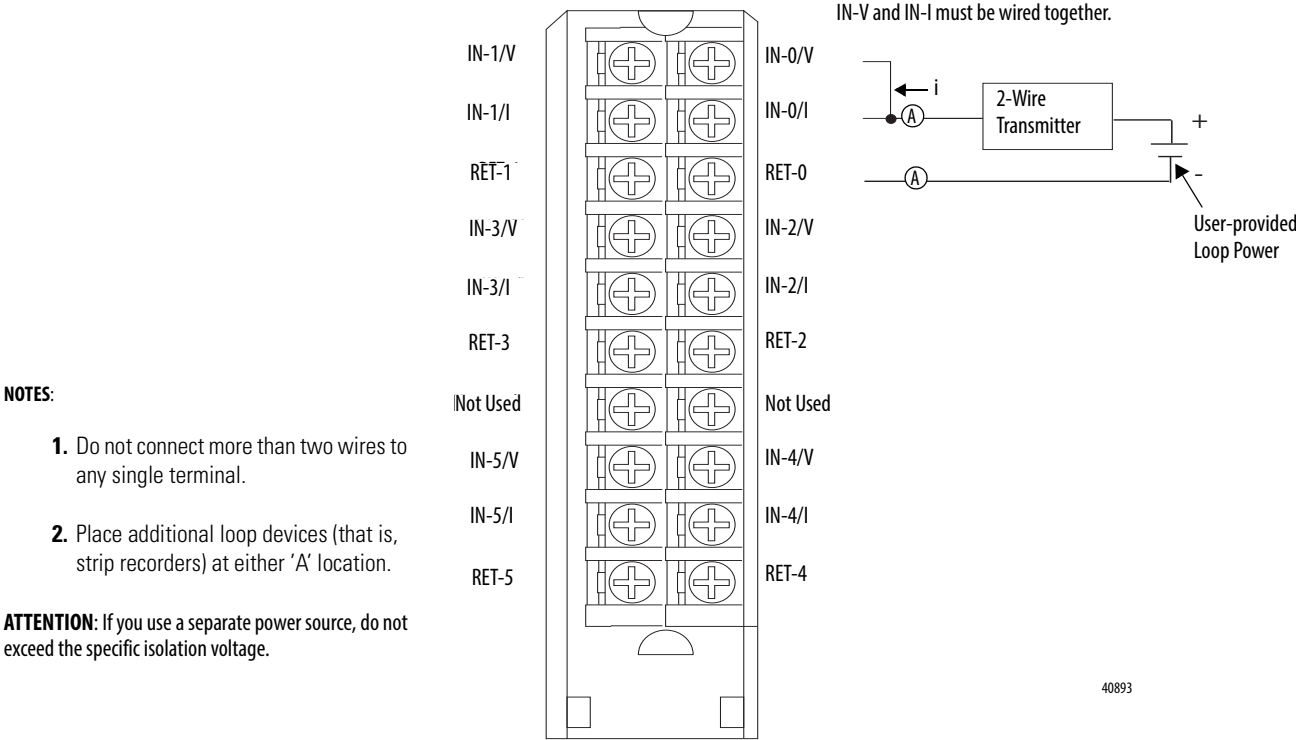 IN-V and IN-I must be wired together.
IN-1/V
IN-0/V
i
IN-1/I
IN-0/I
A
2-Wire
Transmitter
+
RET-1
RET-0
A
-
IN-3/V
IN-2/V
User-provided
Loop Power
IN-3/I
IN-2/I
RET-3
RET-2
NOTES:
Not Used
Not Used
1. Do not connect more than two wires to
any single terminal.
IN-5/V
IN-4/V
2. Place additional loop devices (that is,
strip recorders) at either ‘A’ location.
IN-5/I
IN-4/I
RET-5
RET-4
ATTENTION: If you use a separate power source, do not
exceed the specific isolation voltage.
40893